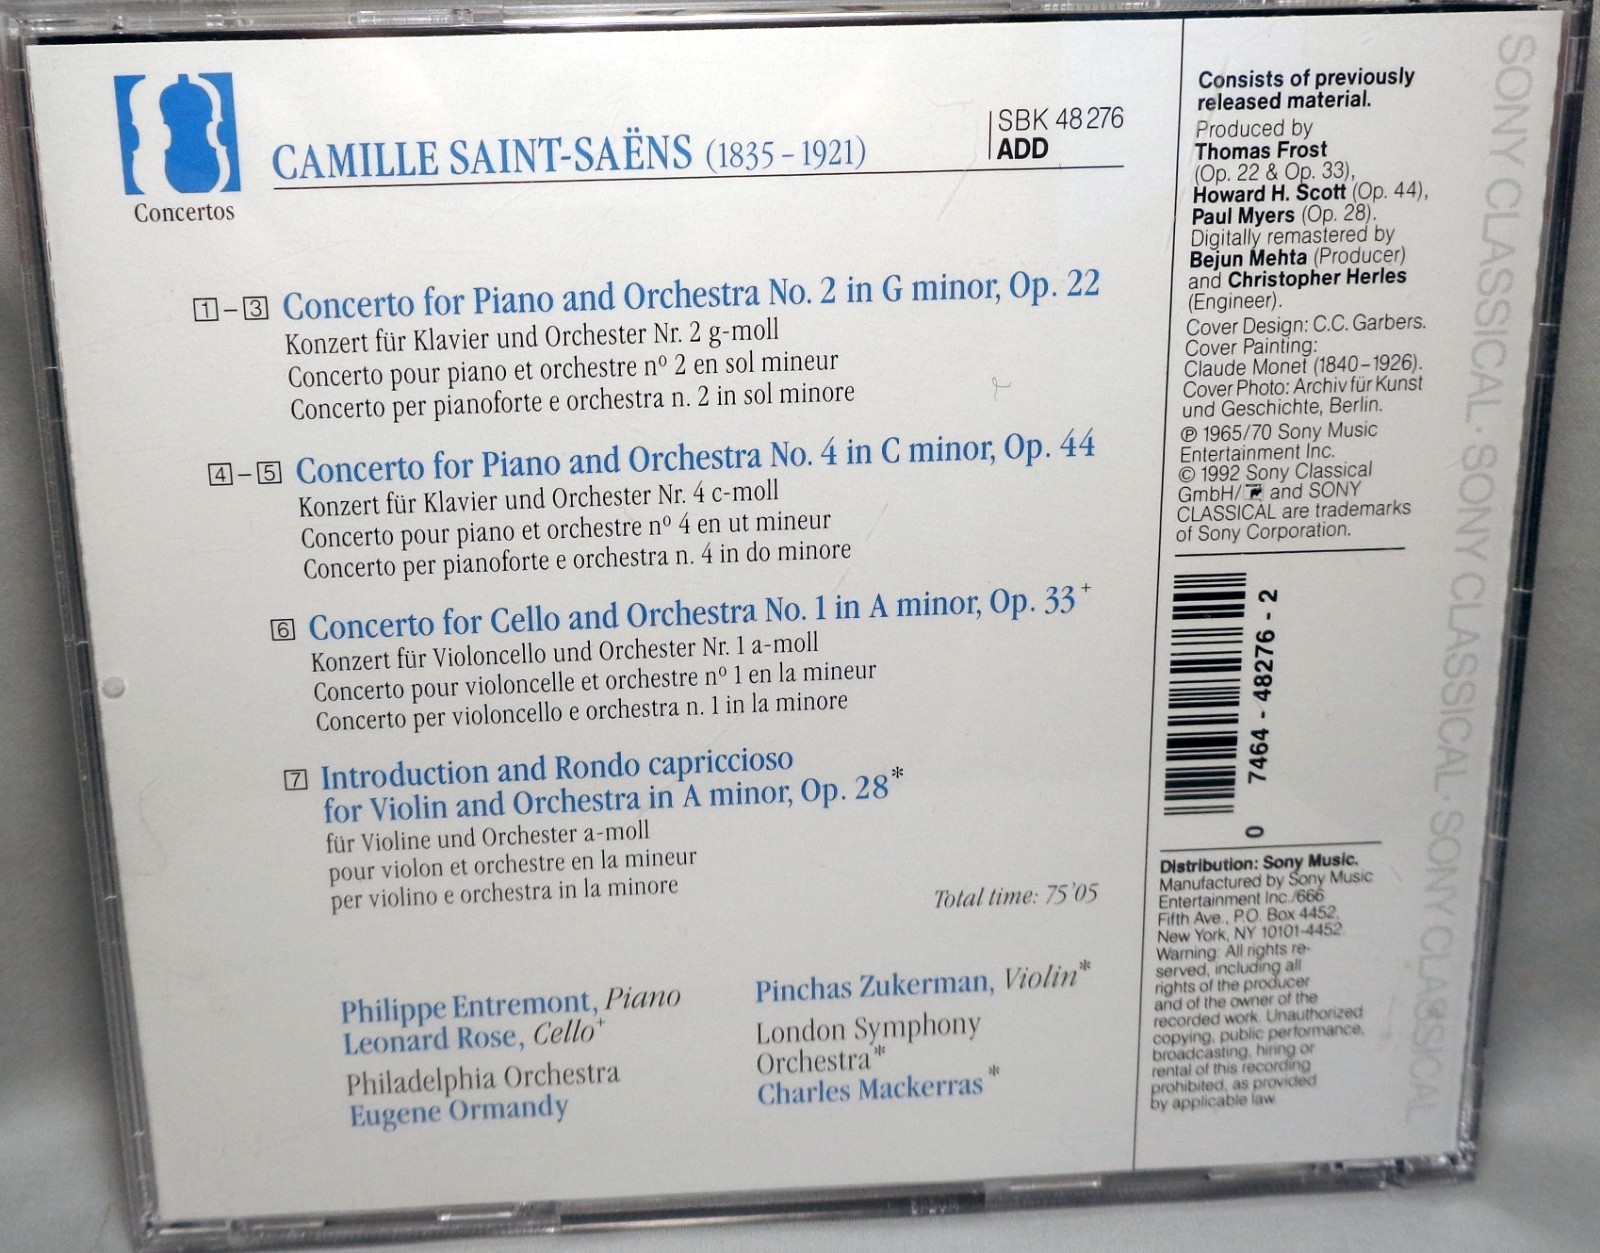 Concertos
CAMILLE SAINT-SAËNS (1835 – 1921)
SBK 48 276
ADD
1 – 3 Concerto for Piano and Orchestra No. 2 in G minor, Op. 22
Konzert für Klavier und Orchester Nr. 2 g-moll
Concerto pour piano et orchestre nº 2 en sol mineur
Concerto per pianoforte e orchestra n. 2 in sol minore
4 – 5 Concerto for Piano and Orchestra No. 4 in C minor, Op. 44
Konzert für Klavier und Orchester Nr. 4 c-moll
Concerto pour piano et orchestre nº 4 en ut mineur
Concerto per pianoforte e orchestra n. 4 in do minore
6 Concerto for Cello and Orchestra No. 1 in A minor, Op. 33+
Konzert für Violoncello und Orchester Nr. 1 a-moll
Concerto pour violoncelle et orchestre nº 1 en la mineur
Concerto per violoncello e orchestra n. 1 in la minore
7 Introduction and Rondo capriccioso
for Violin and Orchestra in A minor, Op. 28*
für Violine und Orchester a-moll
pour violon et orchestre en la mineur
per violino e orchestra in la minore
Total time: 75'05
Philippe Entremont, Piano
Leonard Rose, Cello+
Philadelphia Orchestra
Eugene Ormandy
Pinchas Zukerman, Violin*
London Symphony
Orchestra*
Charles Mackerras*
Consists of previously
released material.
Produced by
Thomas Frost
(Op. 22 & Op. 33),
Howard H. Scott (Op. 44),
Paul Myers (Op. 28).
Digitally remastered by
Bejun Mehta (Producer)
and Christopher Herles
(Engineer).
Cover Design: C.C. Garbers.
Cover Painting:
Claude Monet (1840–1926).
Cover Photo: Archiv für Kunst
und Geschichte, Berlin.
℗ 1965/70 Sony Music
Entertainment Inc.
© 1992 Sony Classical
GmbH/ and SONY
CLASSICAL are trademarks
of Sony Corporation.
0 7464 - 48276 - 2
Distribution: Sony Music.
Manufactured by Sony Music
Entertainment Inc./666
Fifth Ave., P.O. Box 4452,
New York, NY 10101-4452.
Warning: All rights re-
served, including all
rights of the producer
and of the owner of the
recorded work. Unauthorized
copying, public performance,
broadcasting, hiring or
rental of this recording
prohibited, as provided
by applicable law.
SONY CLASSICAL · SONY CLASSICAL · SONY CLASSICAL